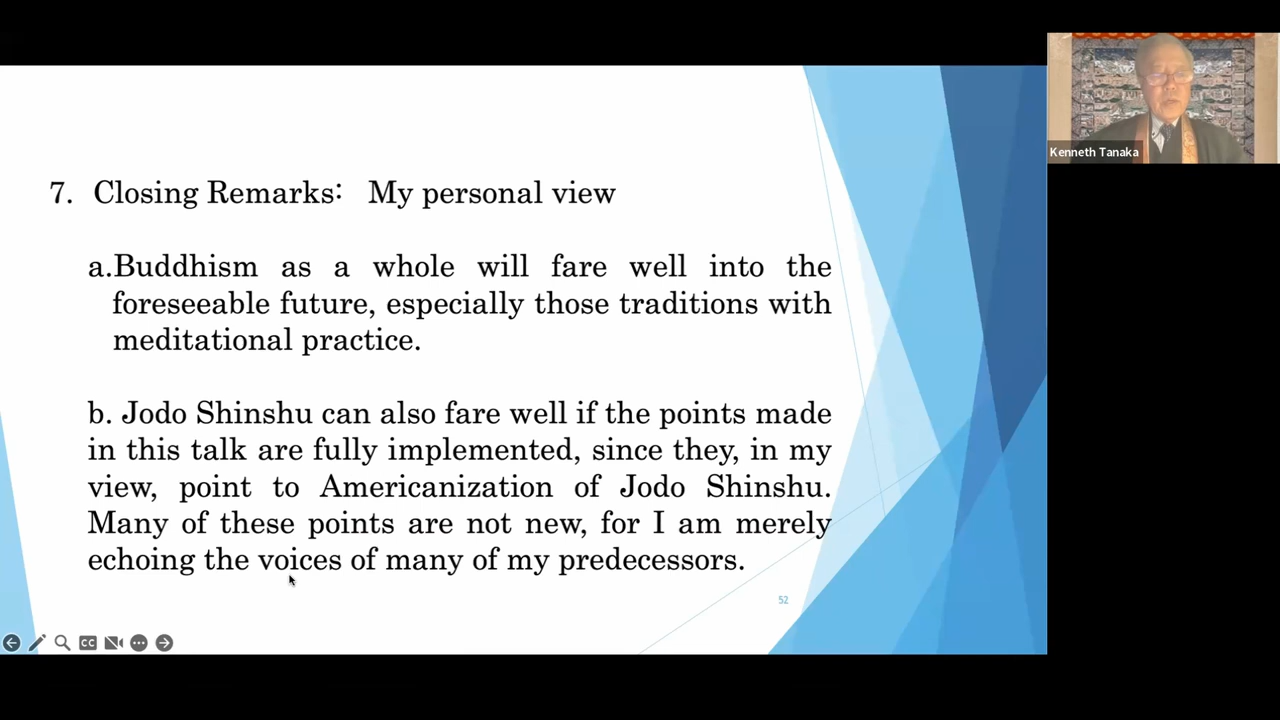 7. Closing Remarks: My personal view
a.Buddhism as a whole will fare well into the
foreseeable future, especially those traditions with
meditational practice.
b. Jodo Shinshu can also fare well if the points made
in this talk are fully implemented, since they, in my
view, point to Americanization of Jodo Shinshu.
Many of these points are not new, for I am merely
echoing the voices of many of my predecessors.
52
CC
Kenneth Tanaka